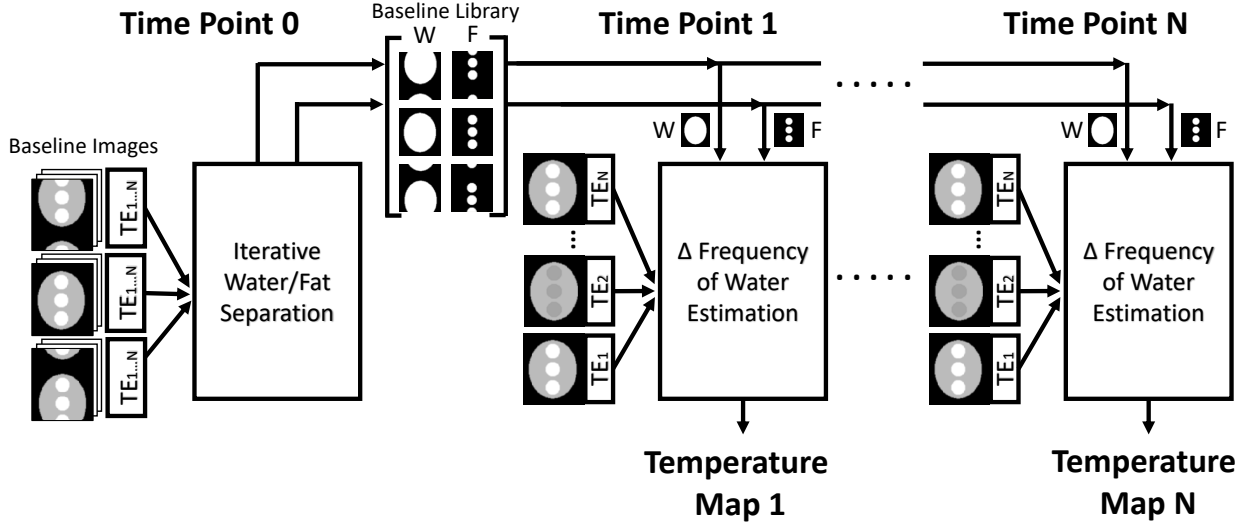 Time Point 0
Baseline Library
W F
Time Point 1
Time Point N
Baseline Images
TE1...N
TE1...N
TE1...N
Iterative
Water/Fat
Separation
W F
TEN
...
TE2
TE1
Δ Frequency
of Water
Estimation
. . . . .
. . . . .
W F
TEN
...
TE2
TE1
Δ Frequency
of Water
Estimation
Temperature
Map 1
Temperature
Map N